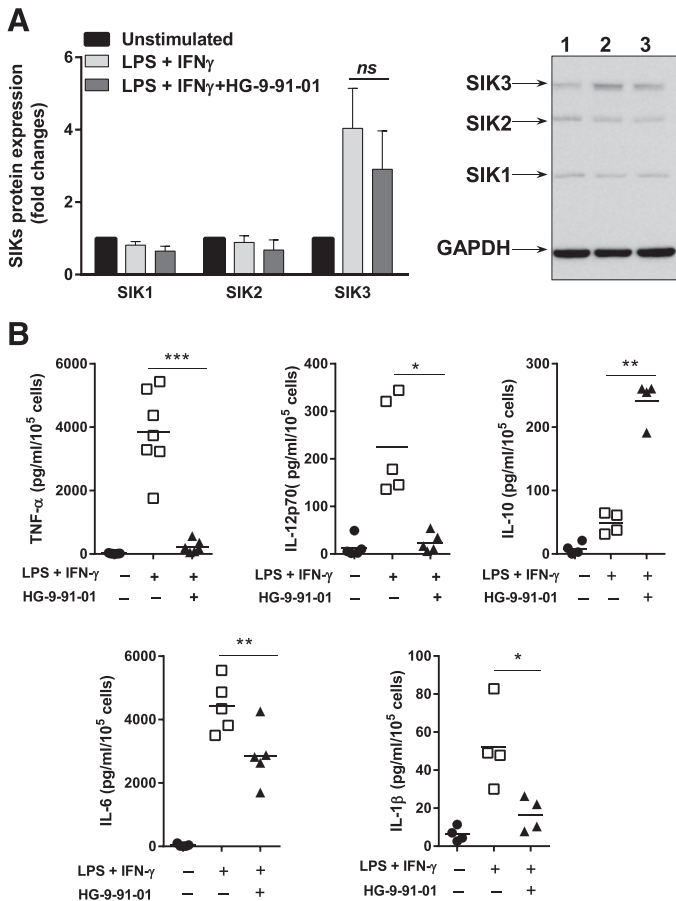 A
Unstimulated
LPS + IFNγ
LPS + IFNγ+HG-9-91-01
SIKs protein expression
(fold changes)
6
4
2
0
ns
SIK1
SIK2
SIK3
1 2 3
SIK3
SIK2
SIK1
GAPDH
B
TNF-α (pg/ml/10⁵ cells)
6000
4000
2000
0
***
LPS + IFN-γ − + +
HG-9-91-01 − − +
IL-12p70( pg/ml/10⁵ cells)
400
300
200
100
0
*
LPS + IFN-γ − + +
HG-9-91-01 − − +
IL-10 (pg/ml/10⁵ cells)
300
200
100
0
**
LPS + IFN-γ − + +
HG-9-91-01 − − +
IL-6 (pg/ml/10⁵ cells)
6000
4000
2000
0
**
LPS + IFN-γ − + +
HG-9-91-01 − − +
IL-1β (pg/ml/10⁵ cells)
100
80
60
40
20
0
*
LPS + IFN-γ − + +
HG-9-91-01 − − +